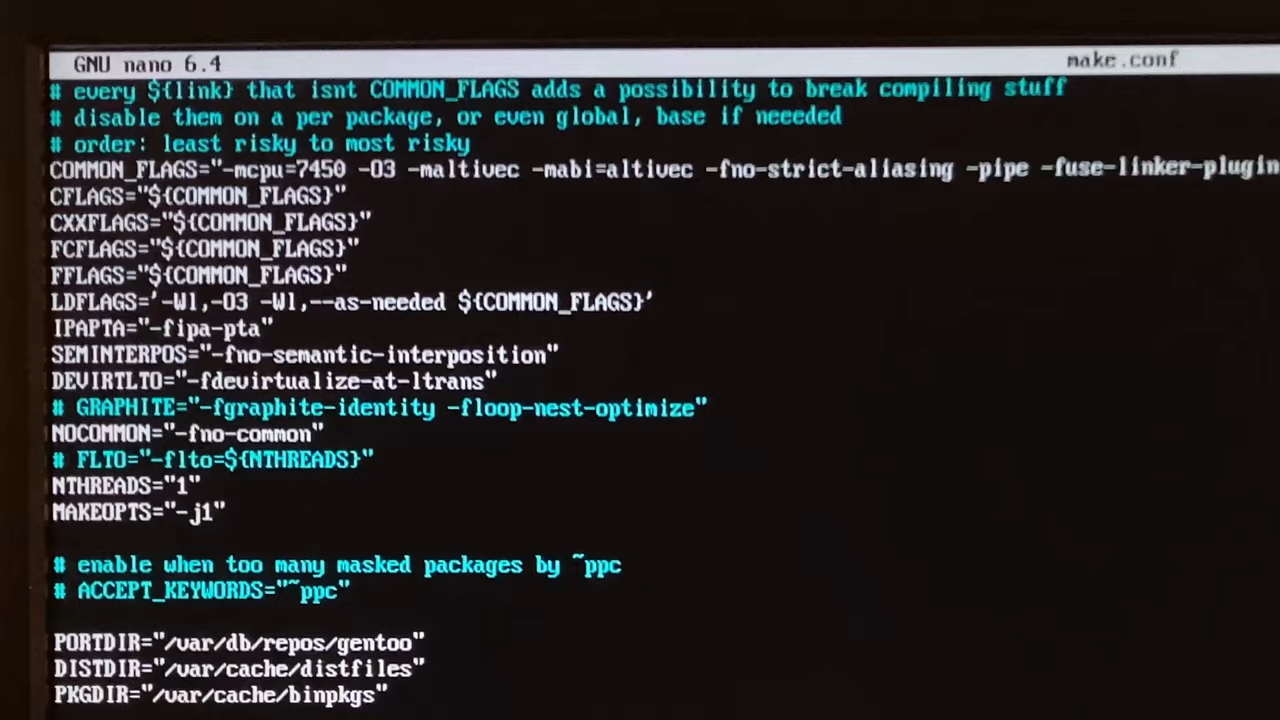 GNU nano 6.4 make.conf
# every ${link} that isnt COMMON_FLAGS adds a possibility to break compiling stuff
# disable them on a per package, or even global, base if neeeded
# order: least risky to most risky
COMMON_FLAGS="-mcpu=7450 -O3 -maltivec -mabi=altivec -fno-strict-aliasing -pipe -fuse-linker-plugin
CFLAGS="${COMMON_FLAGS}"
CXXFLAGS="${COMMON_FLAGS}"
FCFLAGS="${COMMON_FLAGS}"
FFLAGS="${COMMON_FLAGS}"
LDFLAGS='-Wl,-O3 -Wl,--as-needed ${COMMON_FLAGS}'
IPAPTA="-fipa-pta"
SEMINTERPOS="-fno-semantic-interposition"
DEVIRTLTO="-fdevirtualize-at-ltrans"
# GRAPHITE="-fgraphite-identity -floop-nest-optimize"
NOCOMMON="-fno-common"
# FLTO="-flto=${NTHREADS}"
NTHREADS="1"
MAKEOPTS="-j1"
# enable when too many masked packages by ~ppc
# ACCEPT_KEYWORDS="~ppc"
PORTDIR="/var/db/repos/gentoo"
DISTDIR="/var/cache/distfiles"
PKGDIR="/var/cache/binpkgs"